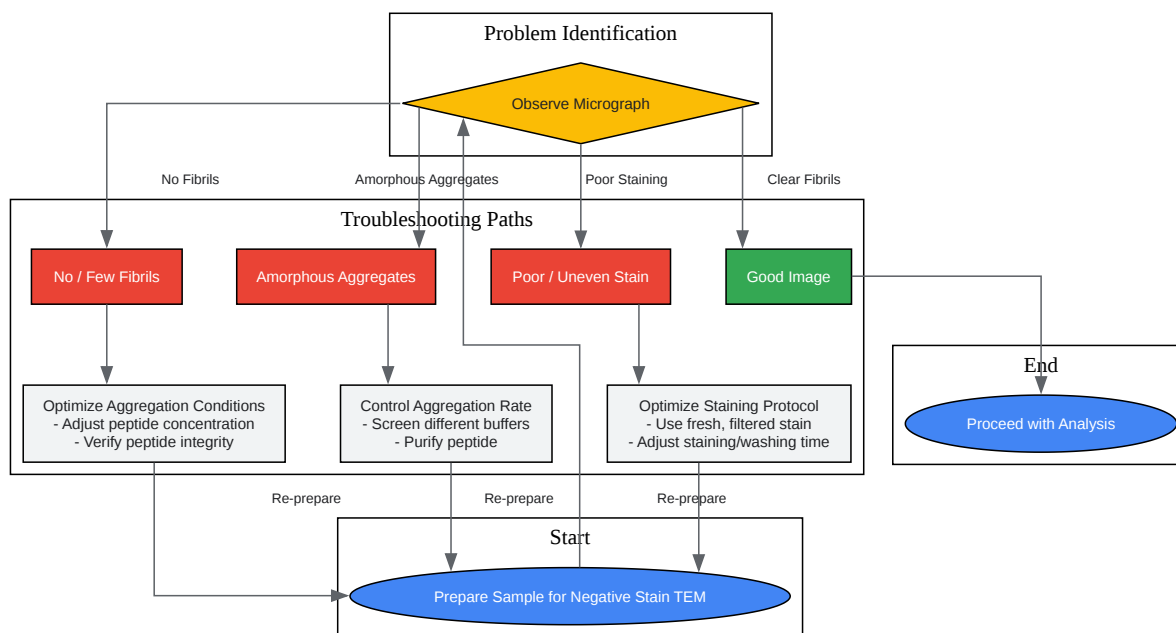 Problem Identification
Observe Micrograph
No Fibrils
Amorphous Aggregates
Poor Staining
Clear Fibrils
Troubleshooting Paths
No / Few Fibrils
Amorphous Aggregates
Poor / Uneven Stain
Good Image
Optimize Aggregation Conditions
- Adjust peptide concentration
- Verify peptide integrity
Control Aggregation Rate
- Screen different buffers
- Purify peptide
Optimize Staining Protocol
- Use fresh, filtered stain
- Adjust staining/washing time
End
Proceed with Analysis
Re-prepare
Re-prepare
Re-prepare
Start
Prepare Sample for Negative Stain TEM